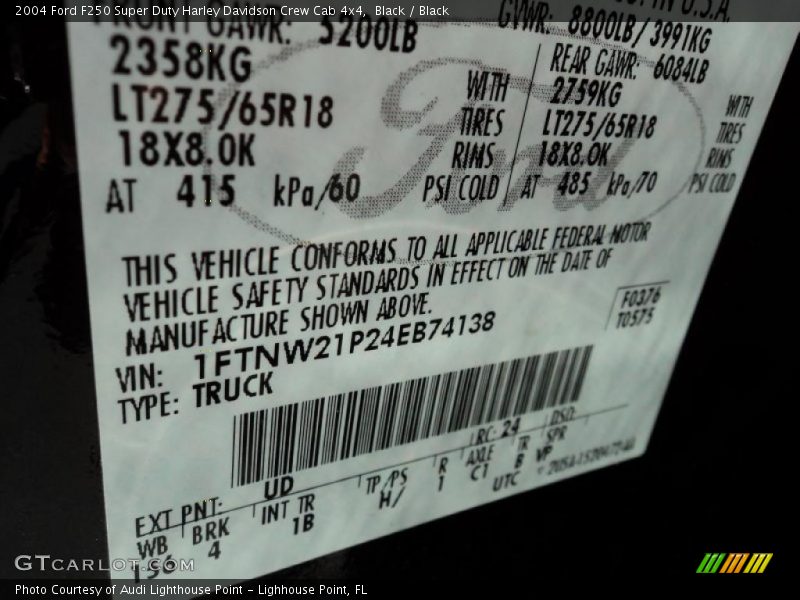 2004 Ford F250 Super Duty Harley Davidson Crew Cab 4x4, Black / Black
U.S.A.
FRONT GAWR: 5200LB GVWR: 8800LB/3991KG
2358KG REAR GAWR: 6084LB
WITH 2759KG WITH
LT275/65R18 TIRES LT275/65R18 TIRES
18X8.0K RIMS 18X8.0K RIMS
AT 415 kPa/60 PSI COLD AT 485 kPa/70 PSI COLD
Ford
THIS VEHICLE CONFORMS TO ALL APPLICABLE FEDERAL MOTOR
VEHICLE SAFETY STANDARDS IN EFFECT ON THE DATE OF
MANUFACTURE SHOWN ABOVE.
F0376
T0575
VIN: 1FTNW21P24EB74138
TYPE: TRUCK
EXT PNT: UD RC: 24 DSO:
WB BRK INT TR TP/PS R AXLE TR SPR
156 4 1B H/ 1 C1 B VP
UTC
GTCARLOT.COM
Photo Courtesy of Audi Lighthouse Point - Lighhouse Point, FL